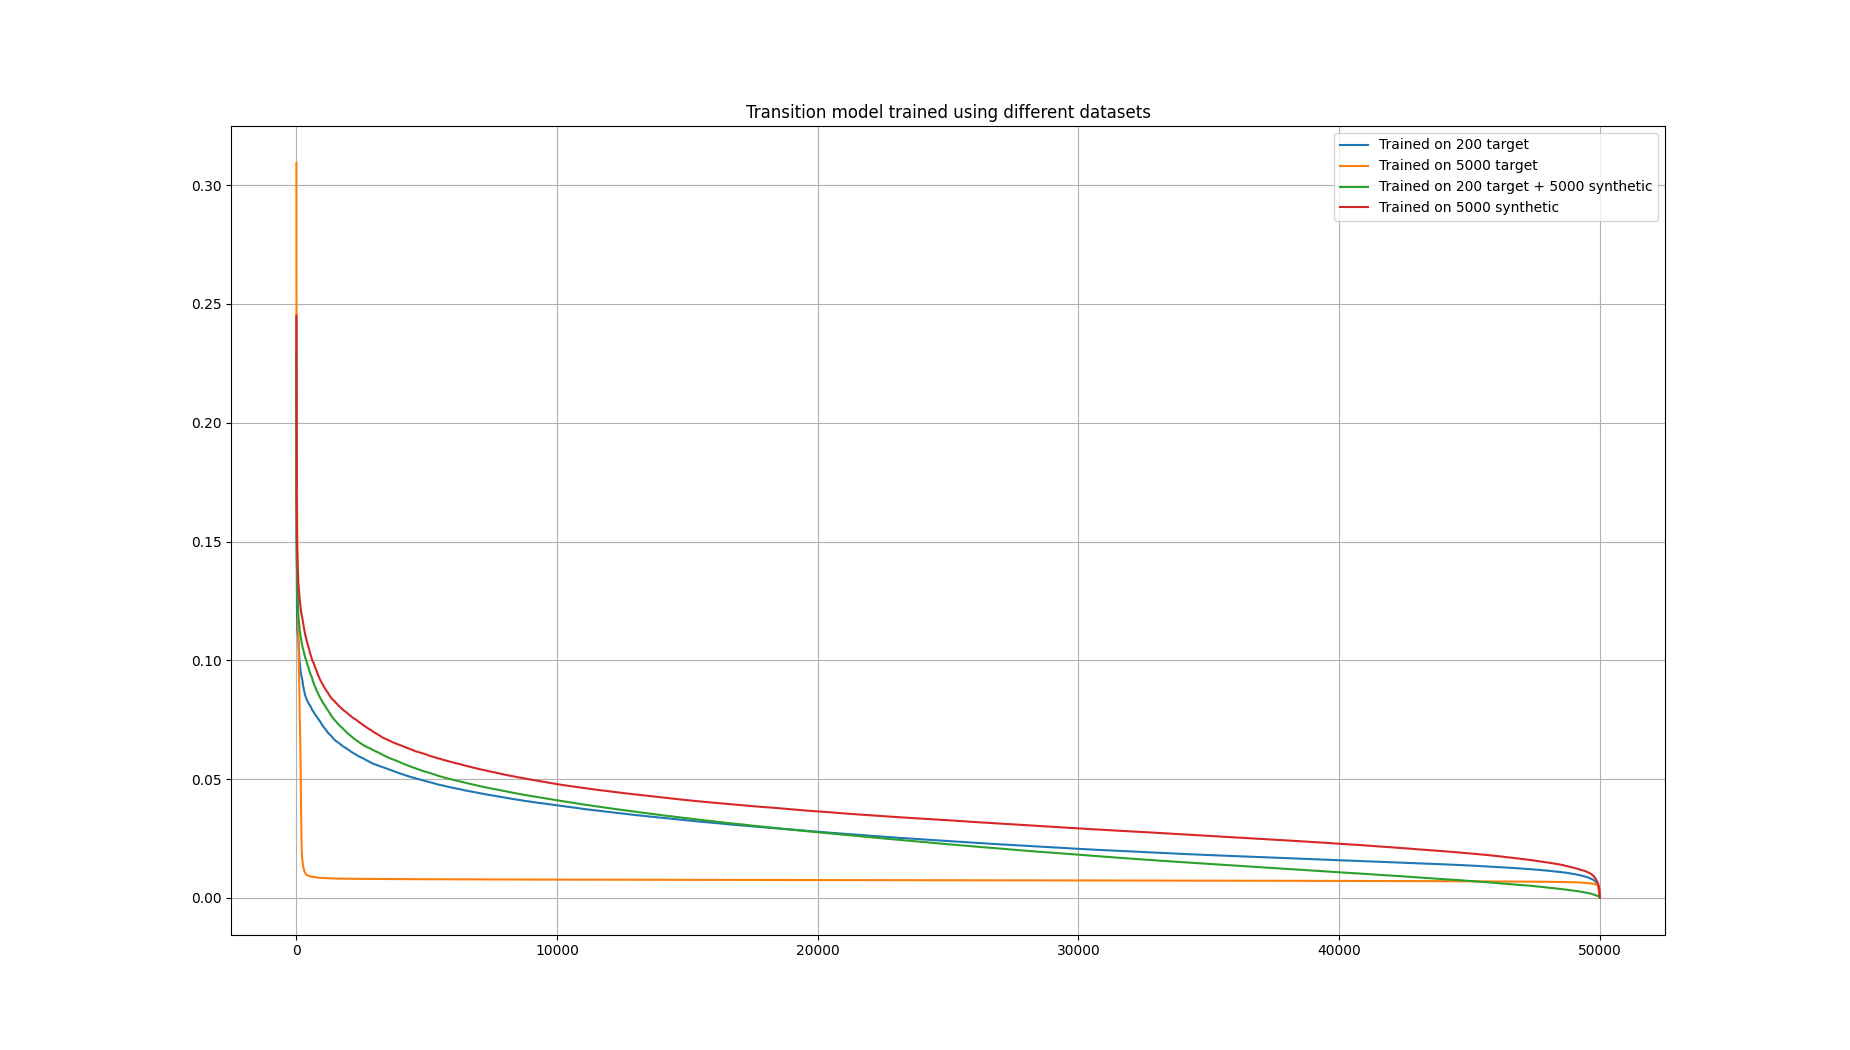 Transition model trained using different datasets
Trained on 200 target
Trained on 5000 target
Trained on 200 target + 5000 synthetic
Trained on 5000 synthetic
0.30
0.25
0.20
0.15
0.10
0.05
0.00
0 10000 20000 30000 40000 50000